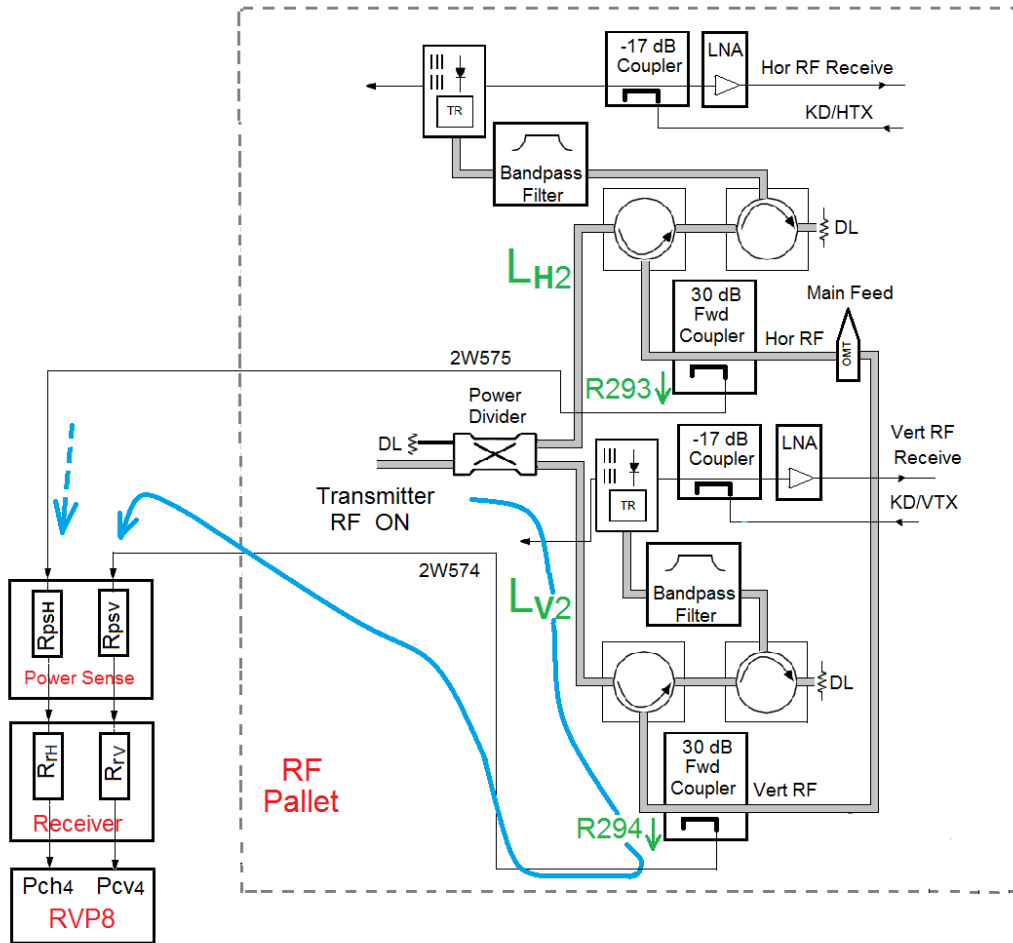 -17 dB
Coupler
LNA
Hor RF Receive
KD/HTX
TR
Bandpass
Filter
DL
LH2
30 dB
Fwd
Coupler
Main Feed
Hor RF
OMT
2W575
R293
Power
Divider
DL
-17 dB
Coupler
LNA
Vert RF
Receive
KD/VTX
TR
Transmitter
RF ON
2W574
LV2
Bandpass
Filter
RpsH
Rpsv
Power Sense
DL
RrH
Rrv
Receiver
RF
Pallet
30 dB
Fwd
Coupler
Vert RF
R294
Pch4 Pcv4
RVP8